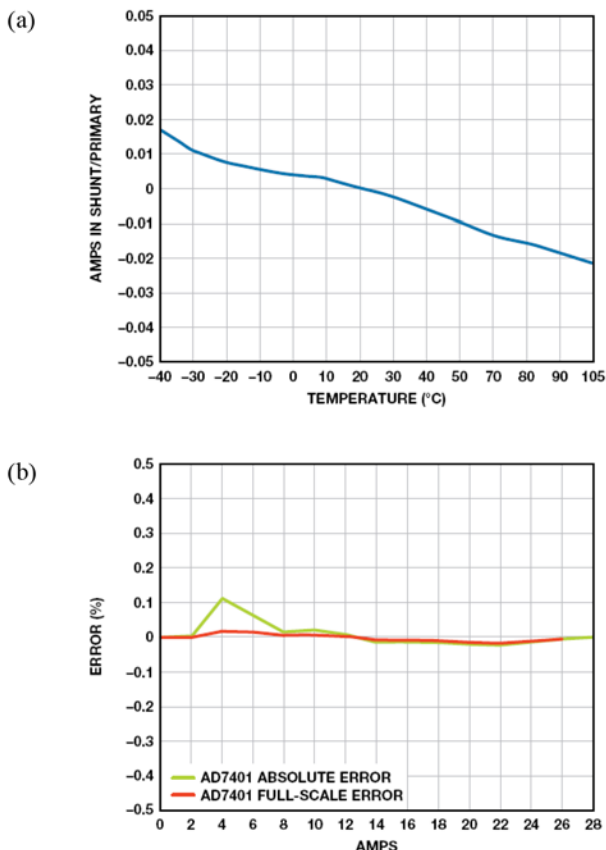 (a)
0.05
0.04
0.03
0.02
0.01
0
–0.01
–0.02
–0.03
–0.04
–0.05
AMPS IN SHUNT/PRIMARY
–40 –30 –20 –10 0 10 20 30 40 50 70 80 90 105
TEMPERATURE (°C)
(b)
0.5
0.4
0.3
0.2
0.1
0
–0.1
–0.2
–0.3
–0.4
–0.5
ERROR (%)
AD7401 ABSOLUTE ERROR
AD7401 FULL-SCALE ERROR
0 2 4 6 8 10 12 14 16 18 20 22 24 26 28
AMPS